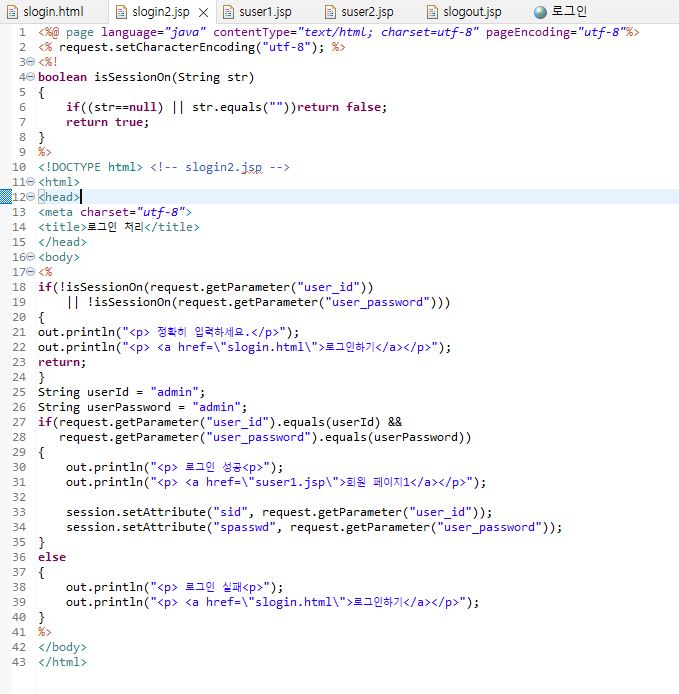 slogin.html slogin2.jsp suser1.jsp suser2.jsp slogout.jsp 로그인
1 <%@ page language="java" contentType="text/html; charset=utf-8" pageEncoding="utf-8"%>
2 <% request.setCharacterEncoding("utf-8"); %>
3 <%!
4 boolean isSessionOn(String str)
5 {
6     if((str==null) || str.equals(""))return false;
7     return true;
8 }
9 %>
10 <!DOCTYPE html> <!-- slogin2.jsp -->
11 <html>
12 <head>
13 <meta charset="utf-8">
14 <title>로그인 처리</title>
15 </head>
16 <body>
17 <%
18 if(!isSessionOn(request.getParameter("user_id"))
19     || !isSessionOn(request.getParameter("user_password")))
20 {
21 out.println("<p> 정확히 입력하세요.</p>");
22 out.println("<p> <a href=\"slogin.html\">로그인하기</a></p>");
23 return;
24 }
25 String userId = "admin";
26 String userPassword = "admin";
27 if(request.getParameter("user_id").equals(userId) &&
28    request.getParameter("user_password").equals(userPassword))
29 {
30     out.println("<p> 로그인 성공<p>");
31     out.println("<p> <a href=\"suser1.jsp\">회원 페이지1</a></p>");
32
33     session.setAttribute("sid", request.getParameter("user_id"));
34     session.setAttribute("spasswd", request.getParameter("user_password"));
35 }
36 else
37 {
38     out.println("<p> 로그인 실패<p>");
39     out.println("<p> <a href=\"slogin.html\">로그인하기</a></p>");
40 }
41 %>
42 </body>
43 </html>